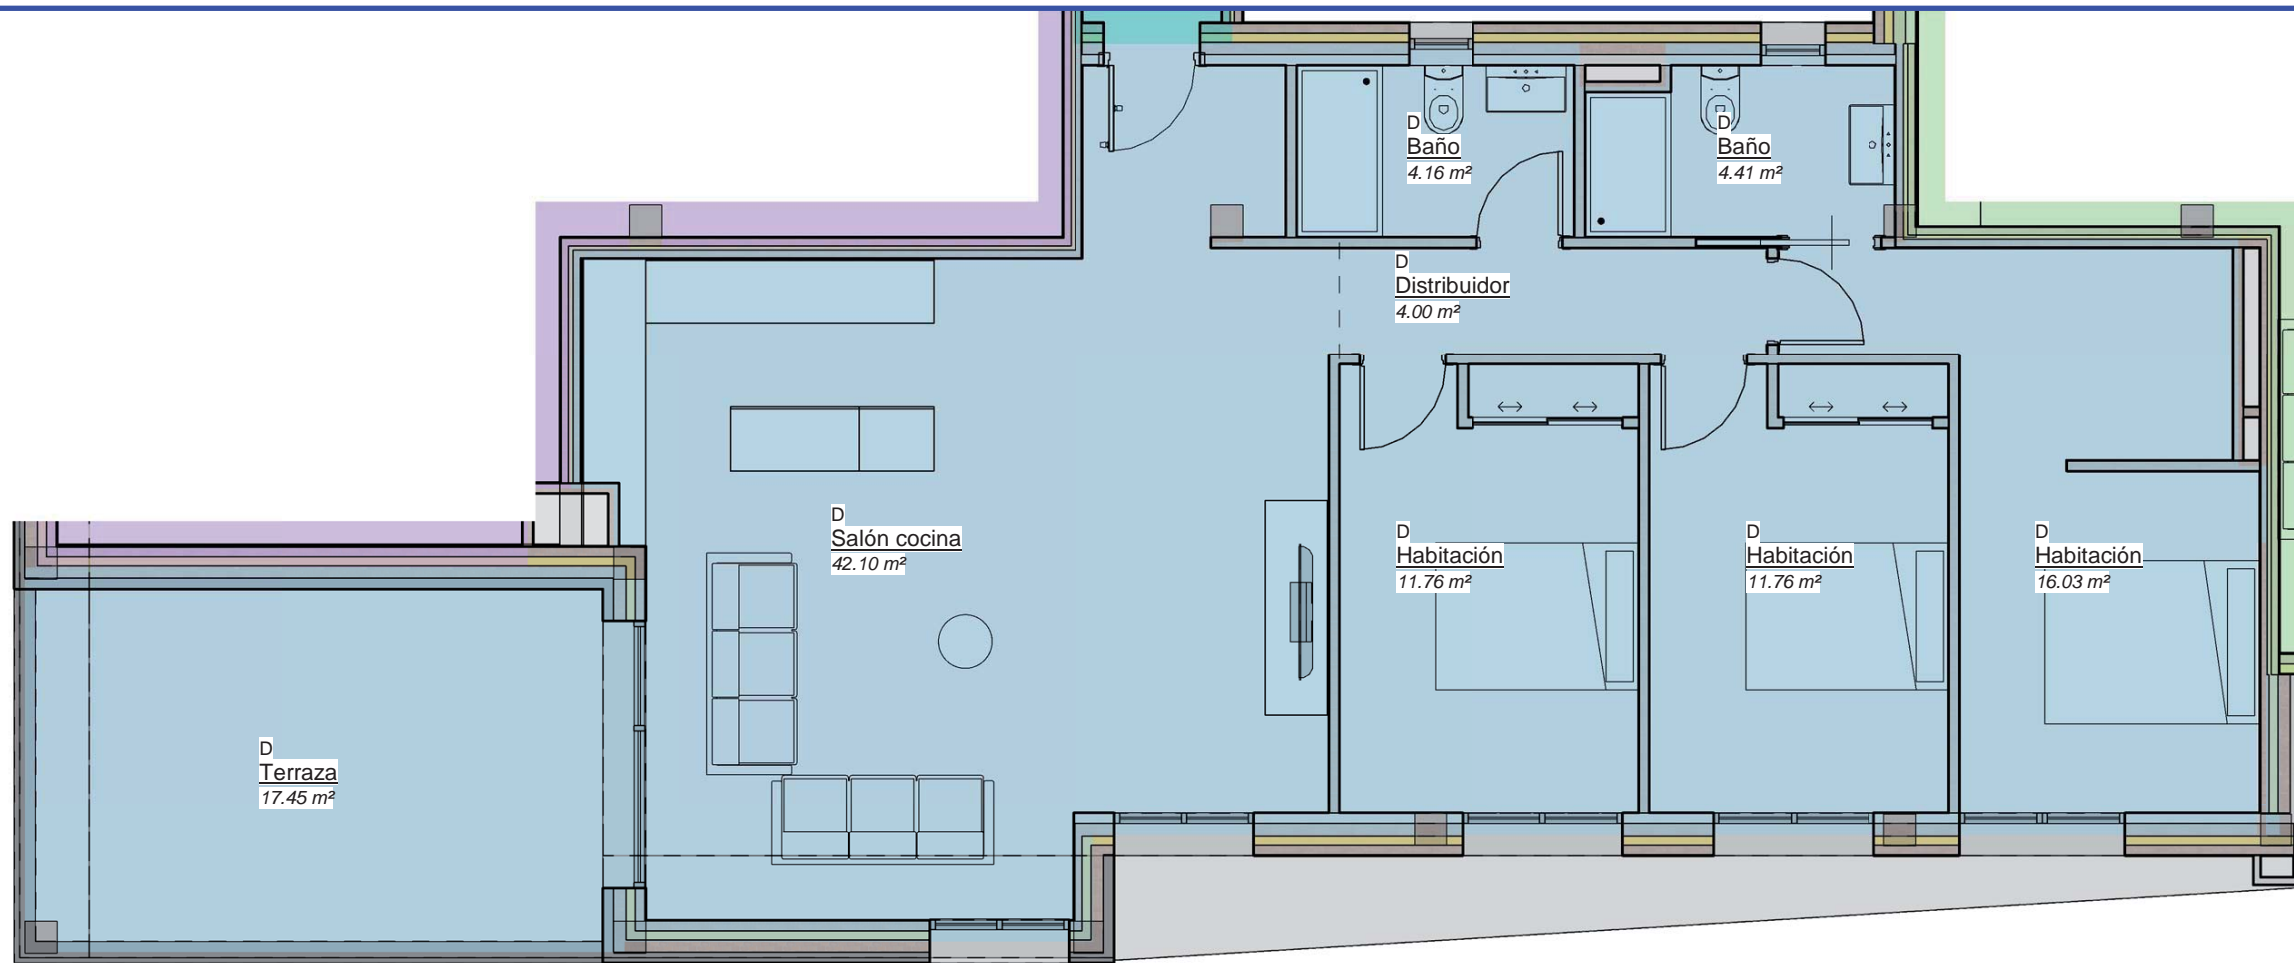 D
Baño
4.16 m²
D
Baño
4.41 m²
D
Distribuidor
4.00 m²
D
Salón cocina
42.10 m²
D
Habitación
11.76 m²
D
Habitación
11.76 m²
D
Habitación
16.03 m²
D
Terraza
17.45 m²